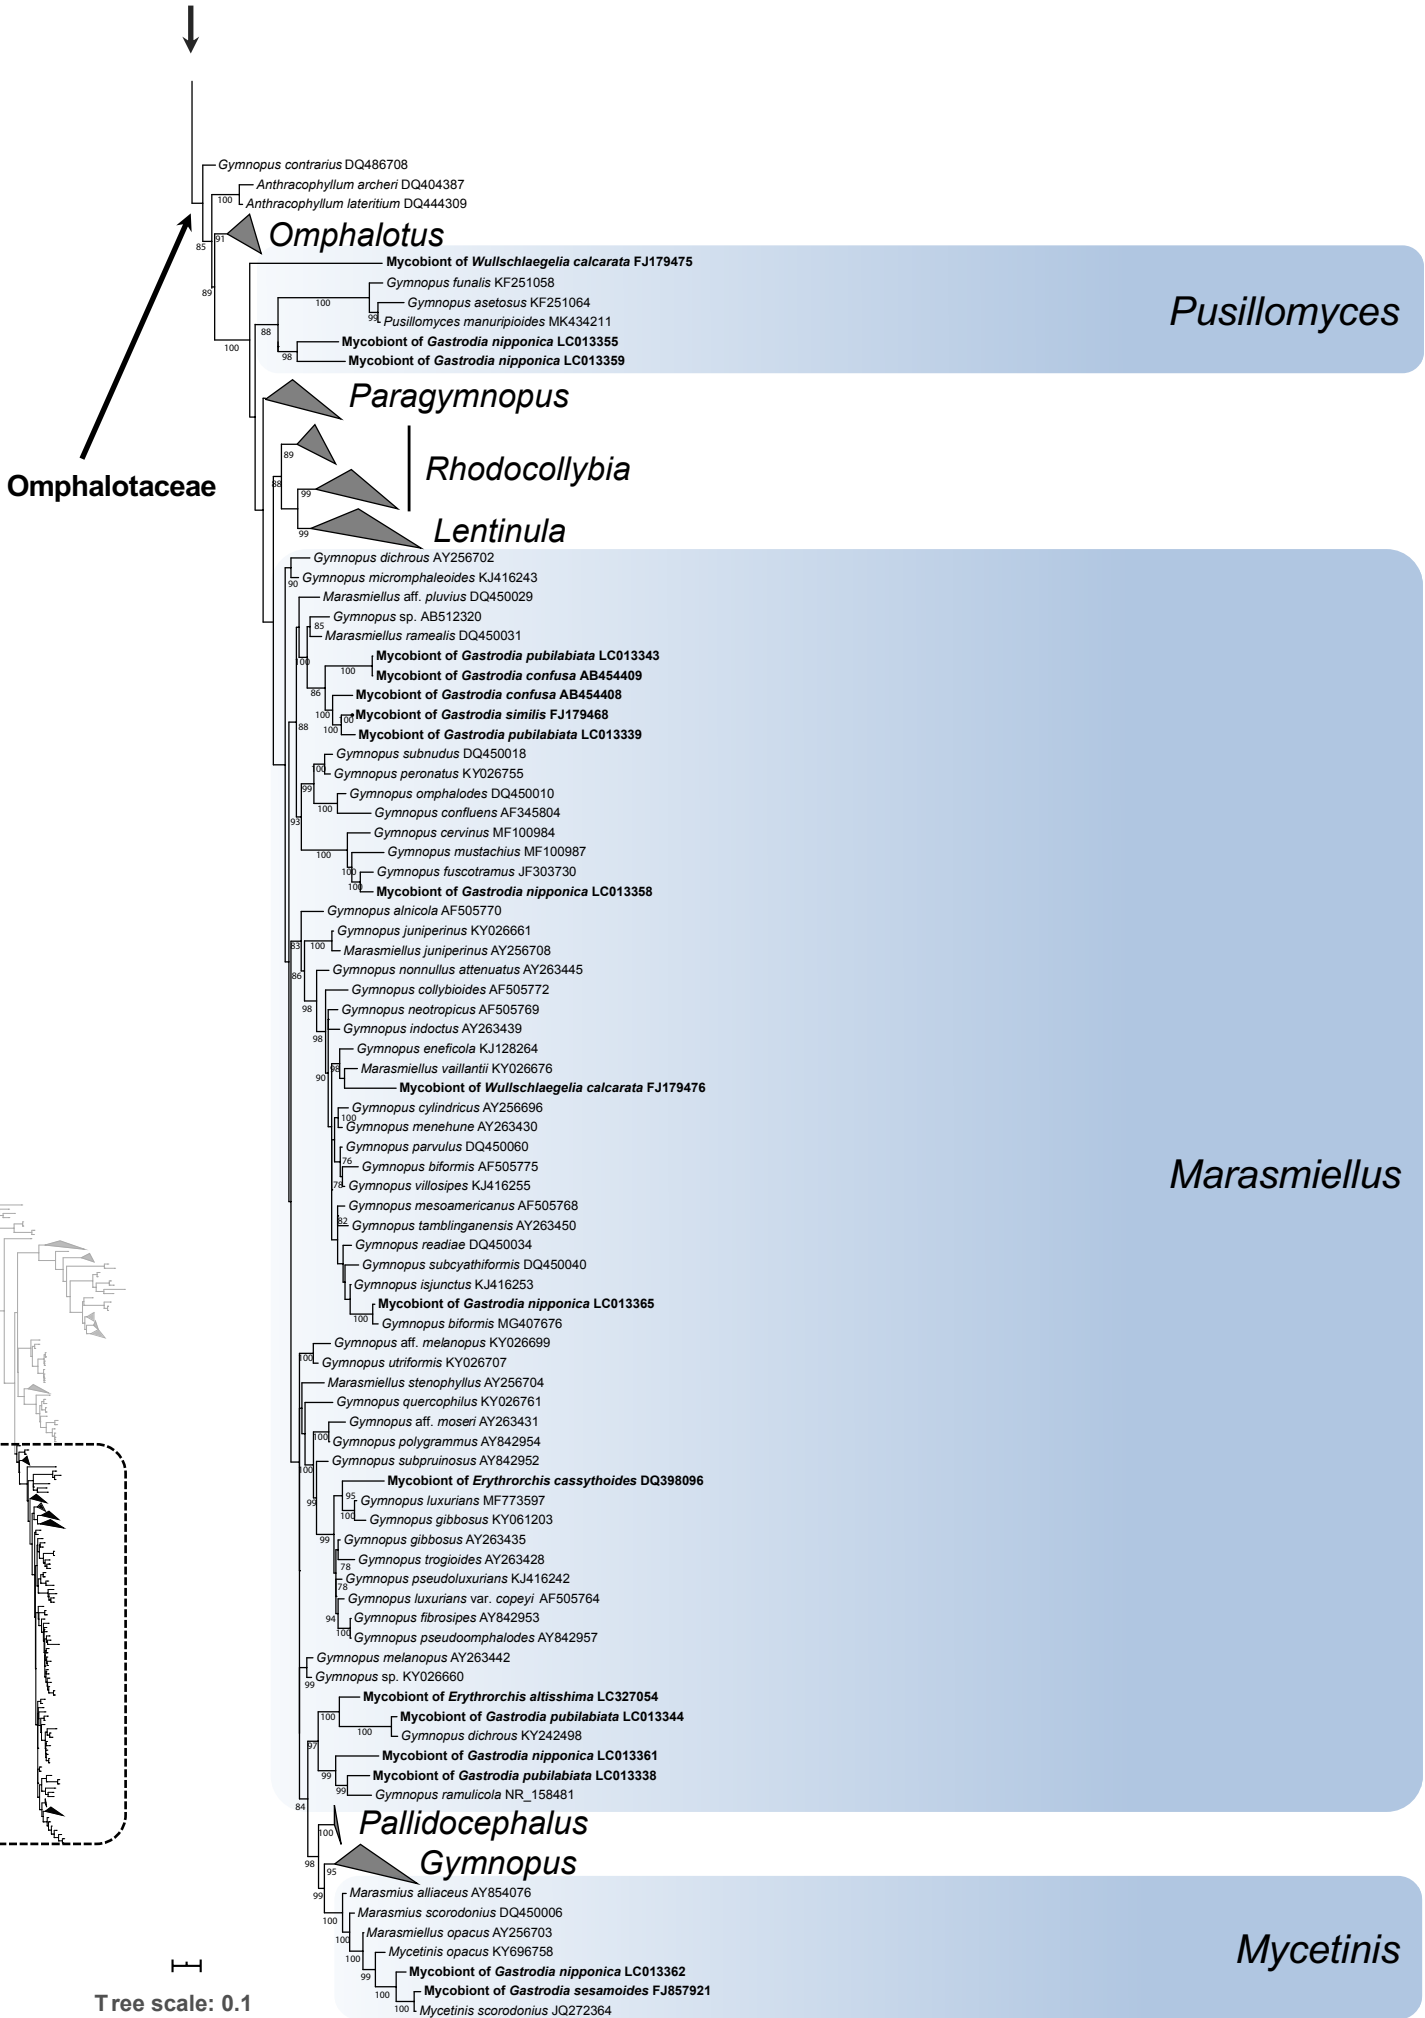 Gymnopus contrarius DQ486708
Anthracophyllum archeri DQ404387
100
Anthracophyllum lateritium DQ444309
Omphalotus
91
85
Mycobiont of Wullschlaegelia calcarata FJ179475
Gymnopus funalis KF251058
89
100
Gymnopus asetosus KF251064
Pusillomyces
99
Pusillomyces manuripioides MK434211
88
Mycobiont of Gastrodia nipponica LC013355
100
98
Mycobiont of Gastrodia nipponica LC013359
Paragymnopus
89
Rhodocollybia
88
Omphalotaceae
99
Lentinula
99
Gymnopus dichrous AY256702
90
Gymnopus micromphaleoides KJ416243
Marasmiellus aff. pluvius DQ450029
Gymnopus sp. AB512320
85
Marasmiellus ramealis DQ450031
100
Mycobiont of Gastrodia pubilabiata LC013343
100
Mycobiont of Gastrodia confusa AB454409
86
Mycobiont of Gastrodia confusa AB454408
100
100
Mycobiont of Gastrodia similis FJ179468
88
100
Mycobiont of Gastrodia pubilabiata LC013339
Gymnopus subnudus DQ450018
100
Gymnopus peronatus KY026755
99
Gymnopus omphalodes DQ450010
100
Gymnopus confluens AF345804
93
Gymnopus cervinus MF100984
100
Gymnopus mustachius MF100987
100
Gymnopus fuscotramus JF303730
100
Mycobiont of Gastrodia nipponica LC013358
Gymnopus alnicola AF505770
Gymnopus juniperinus KY026661
83
100
Marasmiellus juniperinus AY256708
86
Gymnopus nonnullus attenuatus AY263445
Gymnopus collybioides AF505772
98
Gymnopus neotropicus AF505769
Gymnopus indoctus AY263439
98
Gymnopus eneficola KJ128264
98
Marasmiellus vaillantii KY026676
90
Mycobiont of Wullschlaegelia calcarata FJ179476
Gymnopus cylindricus AY256696
100
Gymnopus menehune AY263430
Gymnopus parvulus DQ450060
76
Gymnopus biformis AF505775
Marasmiellus
78
Gymnopus villosipes KJ416255
Gymnopus mesoamericanus AF505768
82
Gymnopus tamblinganensis AY263450
Gymnopus readiae DQ450034
Gymnopus subcyathiformis DQ450040
Gymnopus isjunctus KJ416253
Mycobiont of Gastrodia nipponica LC013365
100
Gymnopus biformis MG407676
Gymnopus aff. melanopus KY026699
100
Gymnopus utriformis KY026707
Marasmiellus stenophyllus AY256704
Gymnopus quercophilus KY026761
Gymnopus aff. moseri AY263431
100
Gymnopus polygrammus AY842954
Gymnopus subpruinosus AY842952
100
Mycobiont of Erythrorchis cassythoides DQ398096
99
95
Gymnopus luxurians MF773597
100
Gymnopus gibbosus KY061203
99
Gymnopus gibbosus AY263435
Gymnopus trogioides AY263428
78
Gymnopus pseudoluxurians KJ416242
78
Gymnopus luxurians var. copeyi AF505764
94
Gymnopus fibrosipes AY842953
100
Gymnopus pseudoomphalodes AY842957
Gymnopus melanopus AY263442
99
Gymnopus sp. KY026660
Mycobiont of Erythrorchis altisshima LC327054
100
Mycobiont of Gastrodia pubilabiata LC013344
100
Gymnopus dichrous KY242498
97
Mycobiont of Gastrodia nipponica LC013361
99
Mycobiont of Gastrodia pubilabiata LC013338
99
Gymnopus ramulicola NR_158481
84
Pallidocephalus
100
98
Gymnopus
95
99
Marasmius alliaceus AY854076
100
Marasmius scorodonius DQ450006
100
Marasmiellus opacus AY256703
100
Mycetinis opacus KY696758
Mycetinis
99
Mycobiont of Gastrodia nipponica LC013362
100
Mycobiont of Gastrodia sesamoides FJ857921
100
Mycetinis scorodonius JQ272364
Tree scale: 0.1